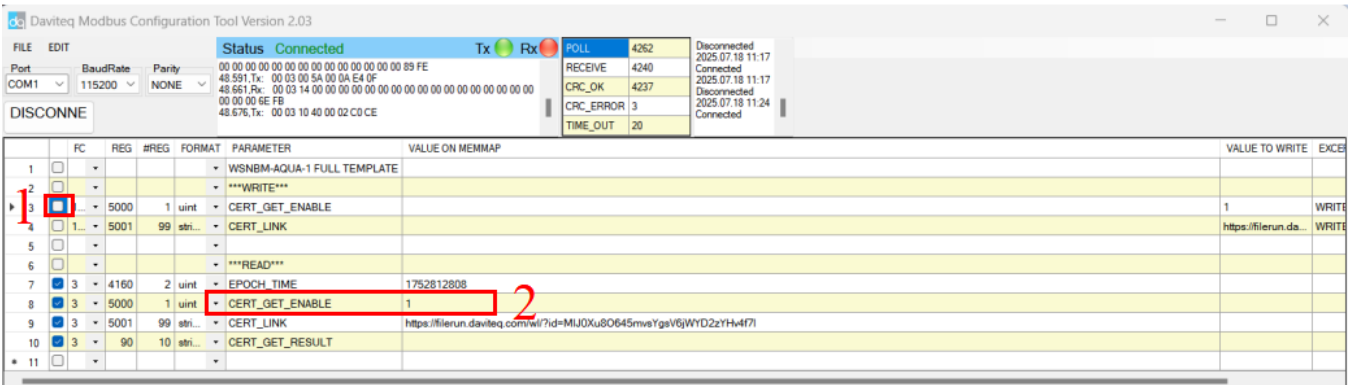 dq Daviteq Modbus Configuration Tool Version 2.03
FILE EDIT
Port BaudRate Parity
COM1 115200 NONE
DISCONNE
Status Connected Tx Rx
00 00 00 00 00 00 00 00 00 00 00 00 00 00 89 FE
48.591,Tx: 00 03 00 5A 00 0A E4 0F
48.661,Rx: 00 03 14 00 00 00 00 00 00 00 00 00 00 00 00 00 00 00 00 00
00 00 00 6E FB
48.676,Tx: 00 03 10 40 00 02 C0 CE
POLL 4262
RECEIVE 4240
CRC_OK 4237
CRC_ERROR 3
TIME_OUT 20
Disconnected
2025.07.18 11:17
Connected
2025.07.18 11:17
Disconnected
2025.07.18 11:24
Connected
FC REG #REG FORMAT PARAMETER VALUE ON MEMMAP VALUE TO WRITE EXCEP
1 WSNBM-AQUA-1 FULL TEMPLATE
2 ***WRITE***
1
3 1... 5000 1 uint CERT_GET_ENABLE 1 WRITE
4 1... 5001 99 stri... CERT_LINK https://filerun.da... WRITE
5
6 ***READ***
7 3 4160 2 uint EPOCH_TIME 1752812808
8 3 5000 1 uint CERT_GET_ENABLE 1
2
9 3 5001 99 stri... CERT_LINK
10 3 90 10 stri... CERT_GET_RESULT
* 11